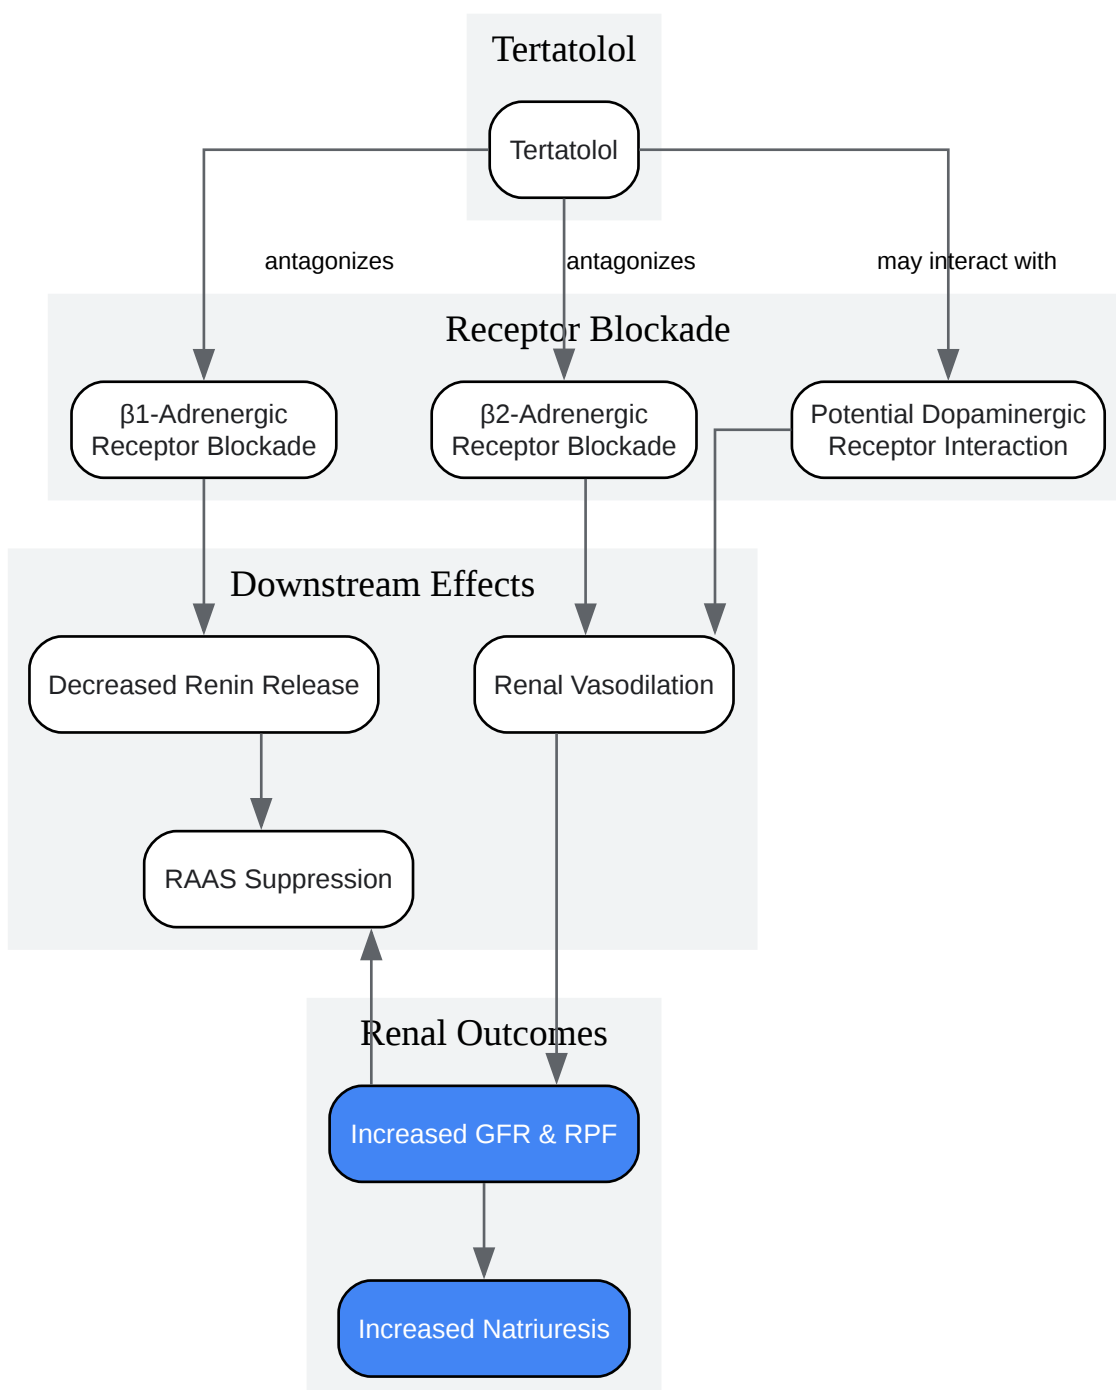 Tertatolol
Tertatolol
antagonizes
antagonizes
may interact with
Receptor Blockade
β1-Adrenergic
Receptor Blockade
β2-Adrenergic
Receptor Blockade
Potential Dopaminergic
Receptor Interaction
Downstream Effects
Decreased Renin Release
Renal Vasodilation
RAAS Suppression
Renal Outcomes
Increased GFR & RPF
Increased Natriuresis